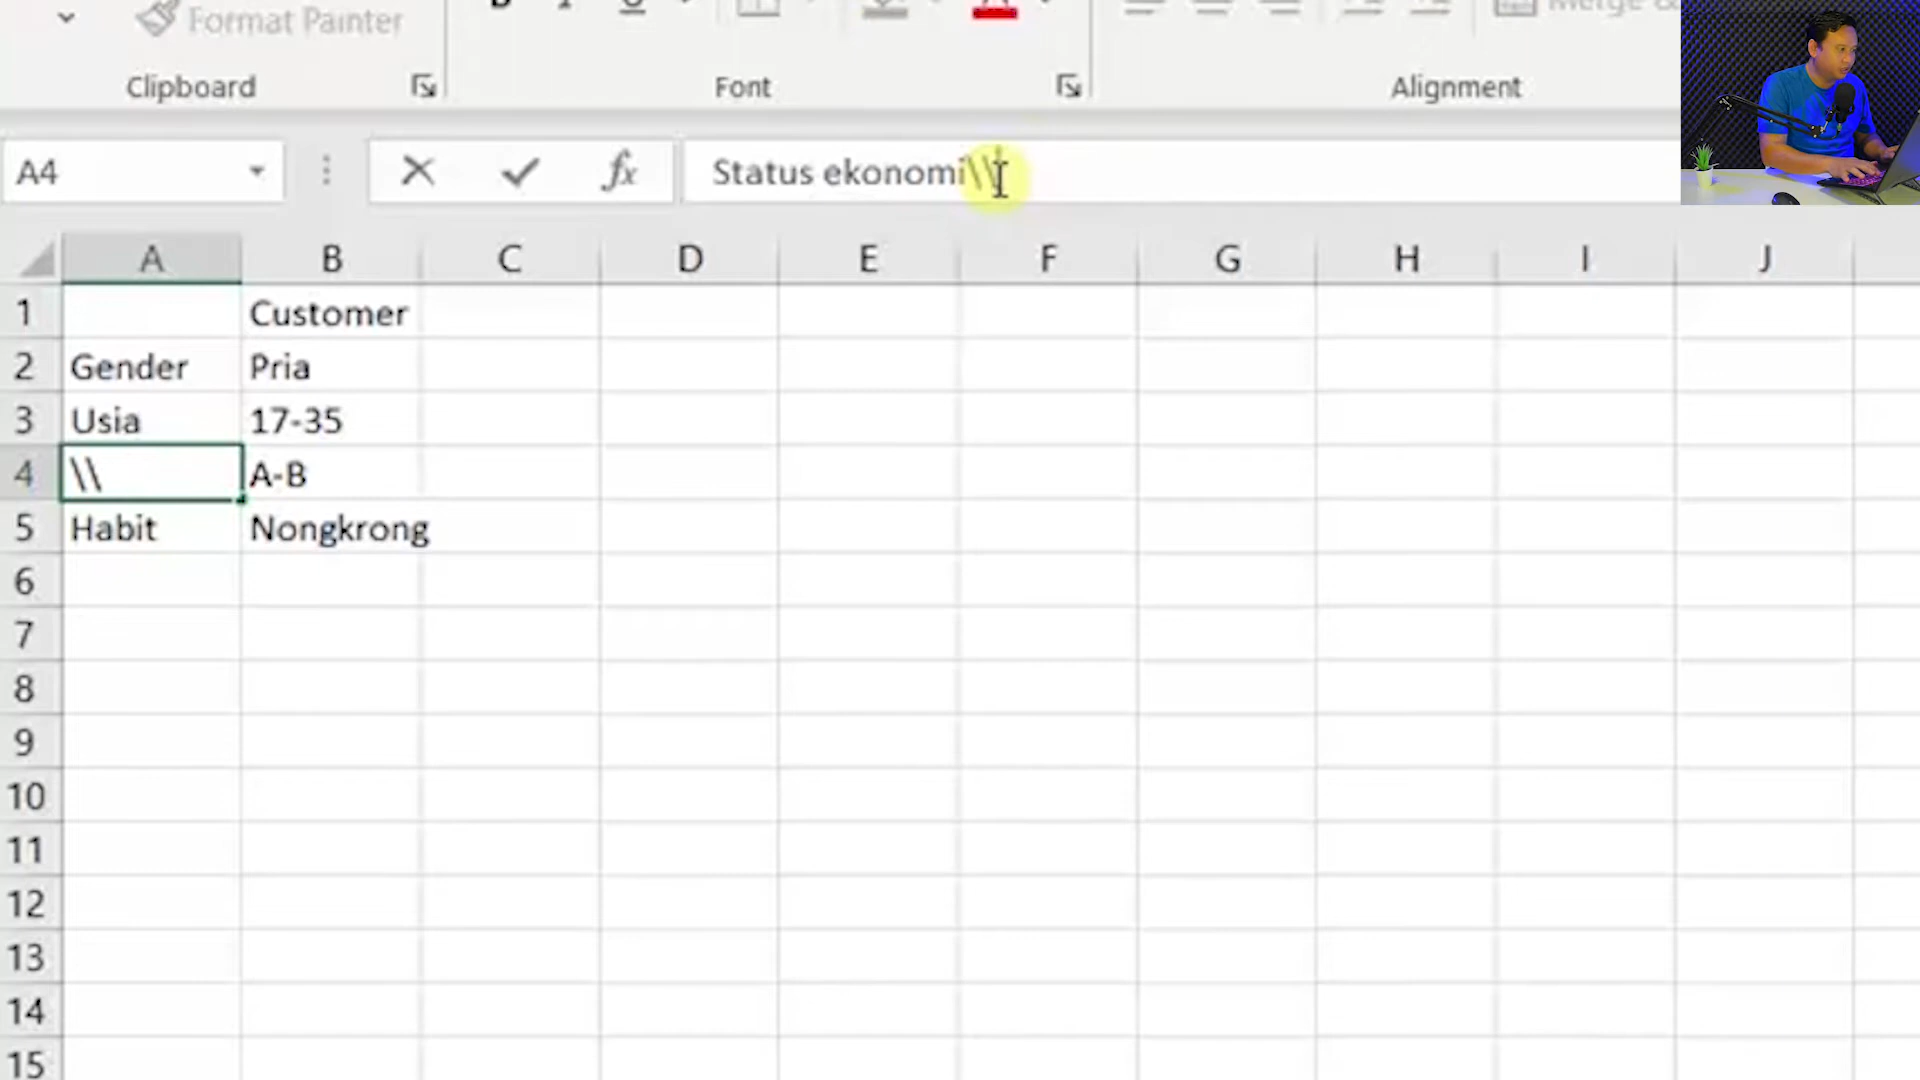 Format Painter
Clipboard Font Alignment
A4 fx Status ekonomi\\
A B C D E F G H I J
1 Customer
2 Gender Pria
3 Usia 17-35
4 \\ A-B
5 Habit Nongkrong
6
7
8
9
10
11
12
13
14
15